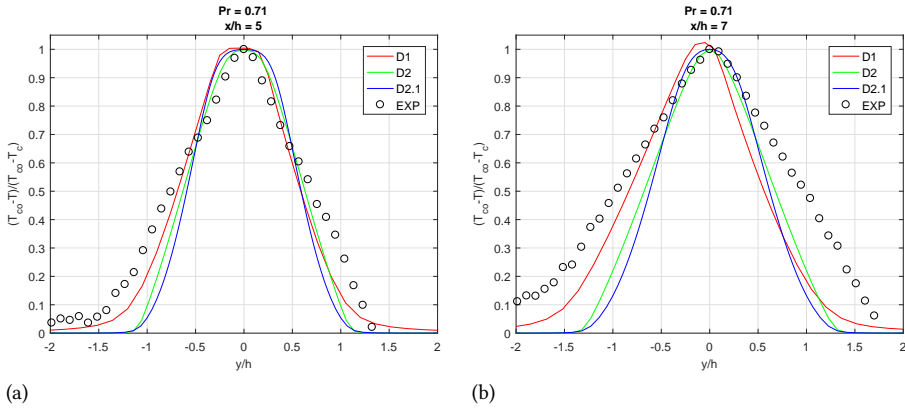 Pr = 0.71
x/h = 5
1
0.9
0.8
0.7
0.6
0.5
0.4
0.3
0.2
0.1
0
(T∞-T)/(T∞-Tc)
-2 -1.5 -1 -0.5 0 0.5 1 1.5 2
y/h
D1
D2
D2.1
EXP
(a)
Pr = 0.71
x/h = 7
1
0.9
0.8
0.7
0.6
0.5
0.4
0.3
0.2
0.1
0
(T∞-T)/(T∞-Tc)
-2 -1.5 -1 -0.5 0 0.5 1 1.5 2
y/h
D1
D2
D2.1
EXP
(b)